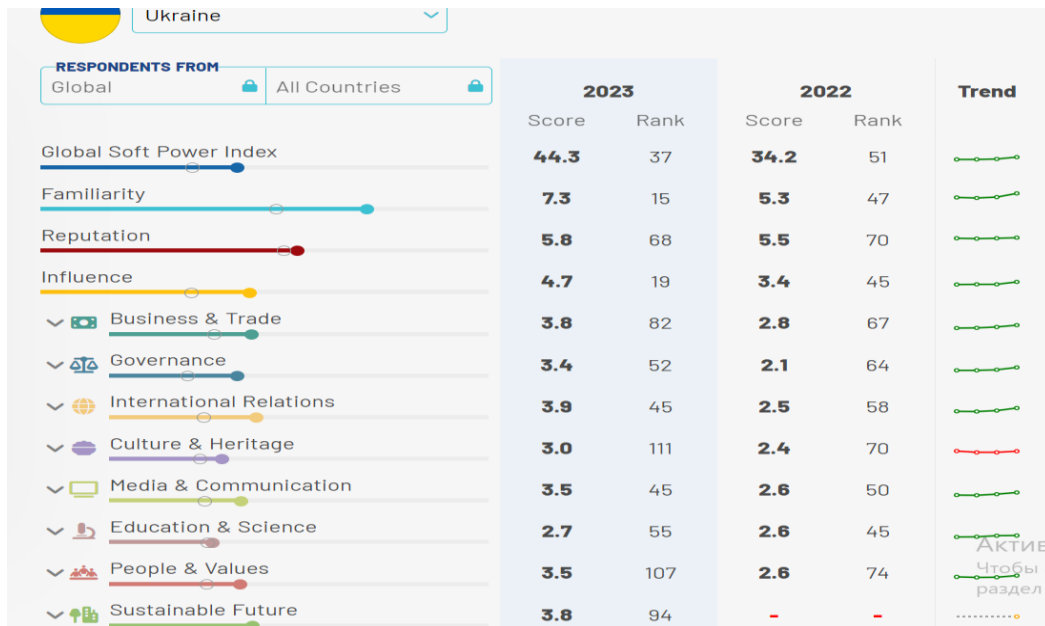 Ukraine
RESPONDENTS FROM
Global All Countries
2023 2022 Trend
Score Rank Score Rank
Global Soft Power Index 44.3 37 34.2 51
Familiarity 7.3 15 5.3 47
Reputation 5.8 68 5.5 70
Influence 4.7 19 3.4 45
Business & Trade 3.8 82 2.8 67
Governance 3.4 52 2.1 64
International Relations 3.9 45 2.5 58
Culture & Heritage 3.0 111 2.4 70
Media & Communication 3.5 45 2.6 50
Education & Science 2.7 55 2.6 45
Актив
People & Values 3.5 107 2.6 74
Чтобы
раздел
Sustainable Future 3.8 94 - -